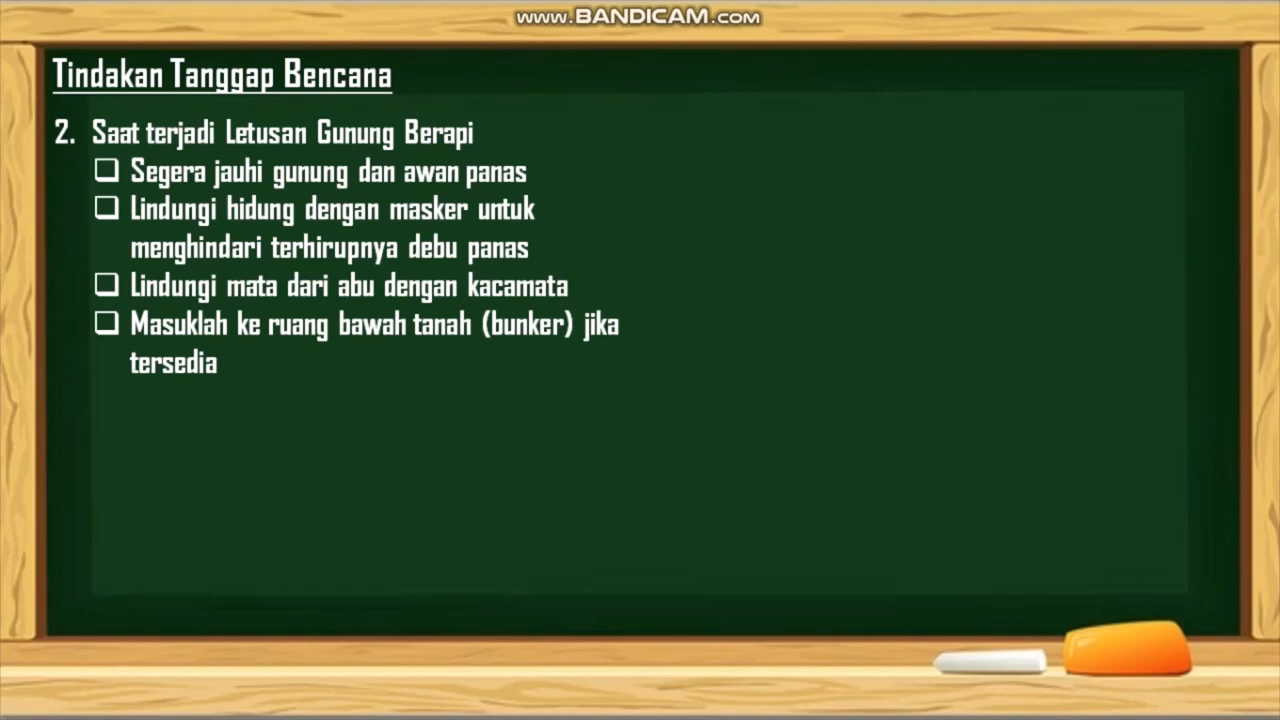 www.BANDICAM.com
Tindakan Tanggap Bencana
2. Saat terjadi Letusan Gunung Berapi
❑ Segera jauhi gunung dan awan panas
❑ Lindungi hidung dengan masker untuk
menghindari terhirupnya debu panas
❑ Lindungi mata dari abu dengan kacamata
❑ Masuklah ke ruang bawah tanah (bunker) jika
tersedia